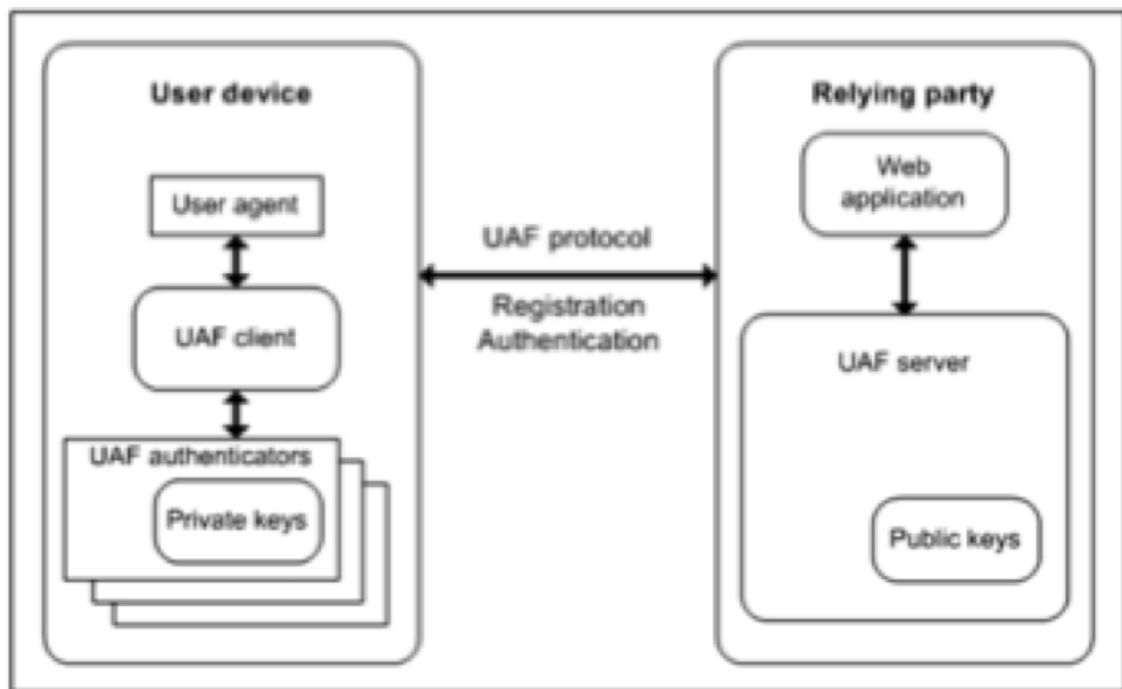 User device
User agent
UAF client
UAF authenticators
Private keys
UAF protocol
Registration
Authentication
Relying party
Web
application
UAF server
Public keys